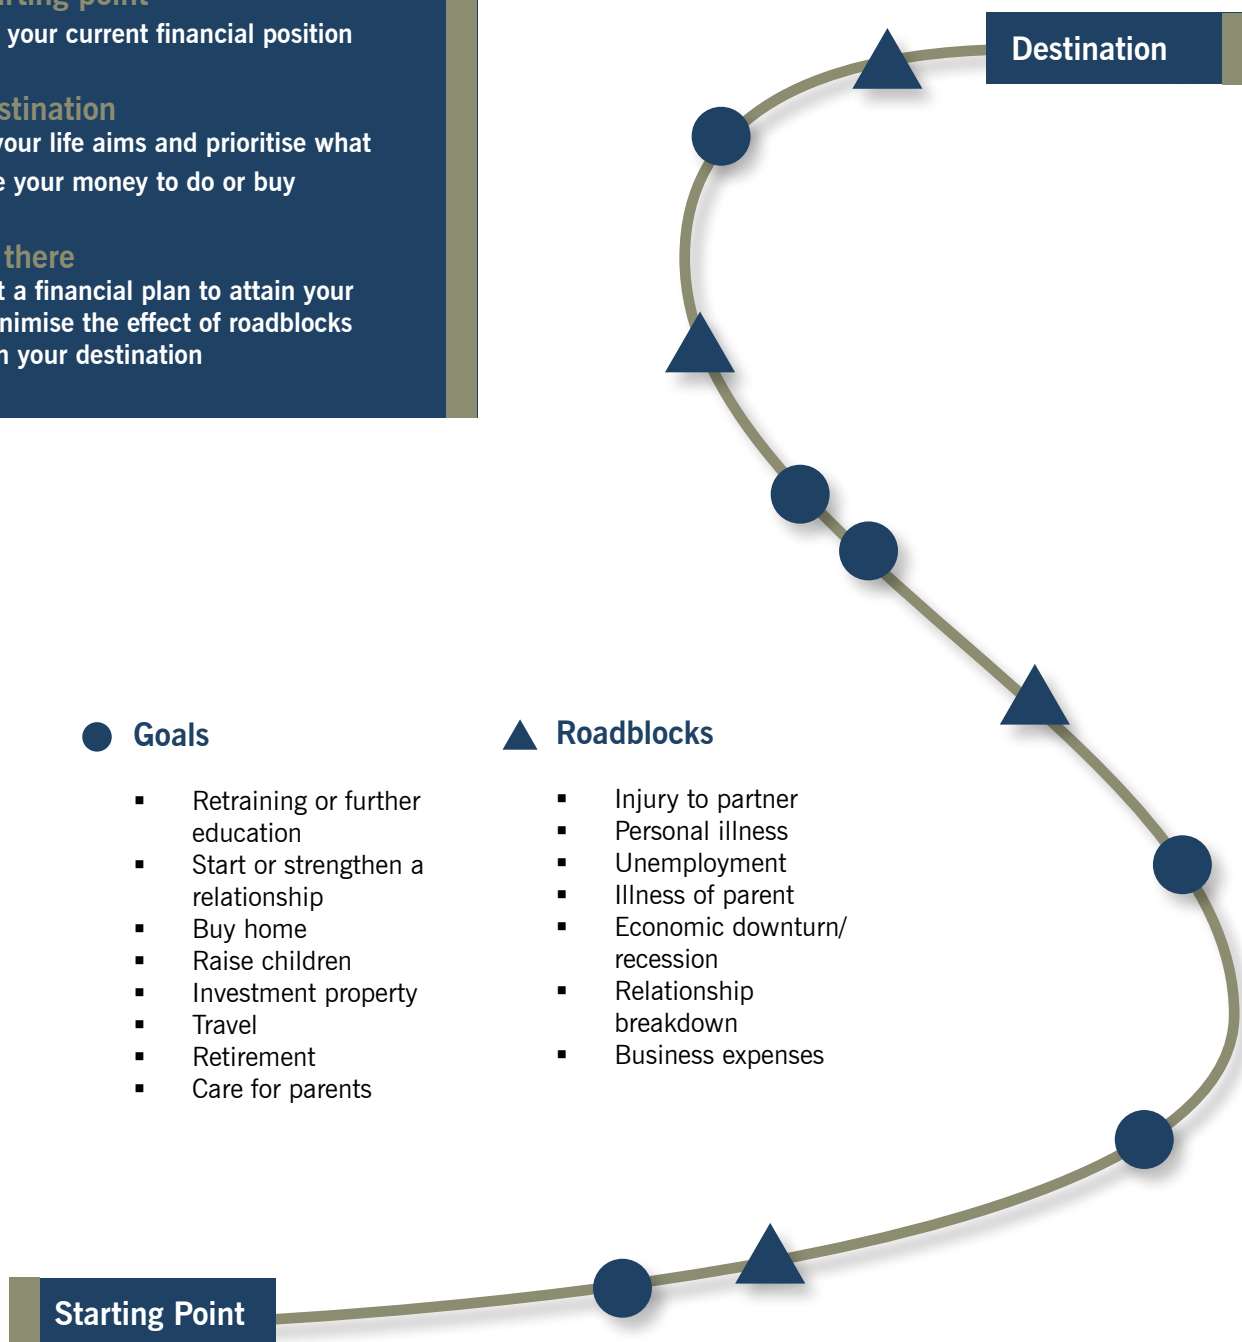 rting point
your current financial position
stination
your life aims and prioritise what
your money to do or buy
there
a financial plan to attain your
nimise the effect of roadblocks
your destination
Destination
Goals
Retraining or further
education
Start or strengthen a
relationship
Buy home
Raise children
Investment property
Travel
Retirement
Care for parents
Roadblocks
Injury to partner
Personal illness
Unemployment
Illness of parent
Economic downturn/
recession
Relationship
breakdown
Business expenses
Starting Point